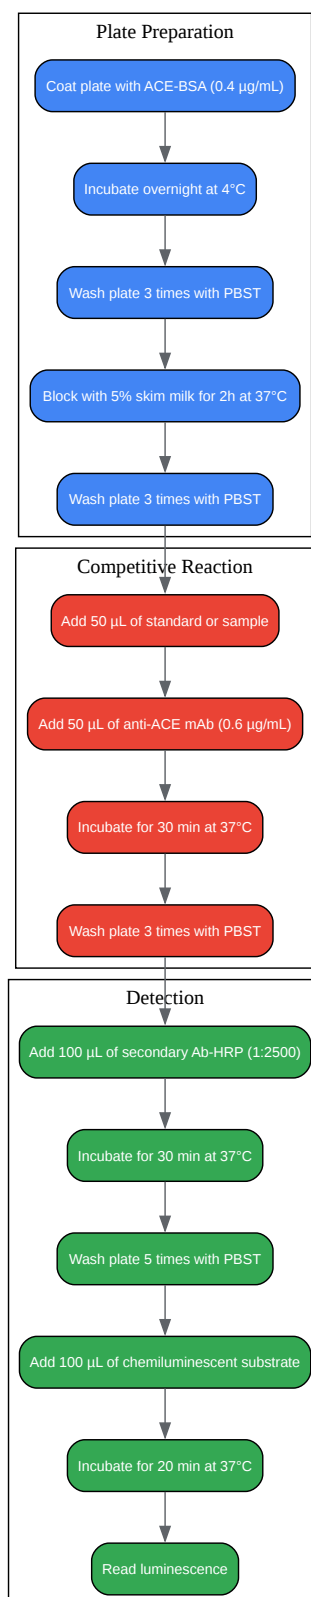 Plate Preparation
Coat plate with ACE-BSA (0.4 µg/mL)
Incubate overnight at 4°C
Wash plate 3 times with PBST
Block with 5% skim milk for 2h at 37°C
Wash plate 3 times with PBST
Competitive Reaction
Add 50 µL of standard or sample
Add 50 µL of anti-ACE mAb (0.6 µg/mL)
Incubate for 30 min at 37°C
Wash plate 3 times with PBST
Detection
Add 100 µL of secondary Ab-HRP (1:2500)
Incubate for 30 min at 37°C
Wash plate 5 times with PBST
Add 100 µL of chemiluminescent substrate
Incubate for 20 min at 37°C
Read luminescence